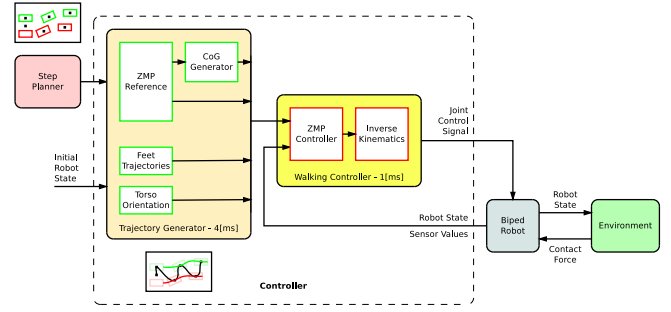 Step
Planner
Initial
Robot
State
ZMP
Reference
CoG
Generator
Feet
Trajectories
Torso
Orientation
Trajectory Generator - 4[ms]
ZMP
Controller
Inverse
Kinematics
Walking Controller - 1[ms]
Joint
Control
Signal
Robot State
Sensor Values
Biped
Robot
Robot
State
Contact
Force
Environment
Controller